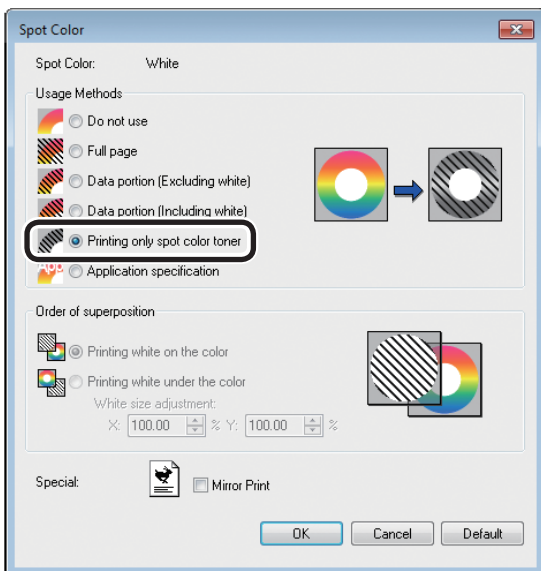 Spot Color
Spot Color: White
Usage Methods
Do not use
Full page
Data portion (Excluding white)
Data portion (Including white)
Printing only spot color toner
App
Application specification
Order of superposition
Printing white on the color
Printing white under the color
White size adjustment:
X: 100.00 % Y: 100.00 %
Special: Mirror Print
OK Cancel Default